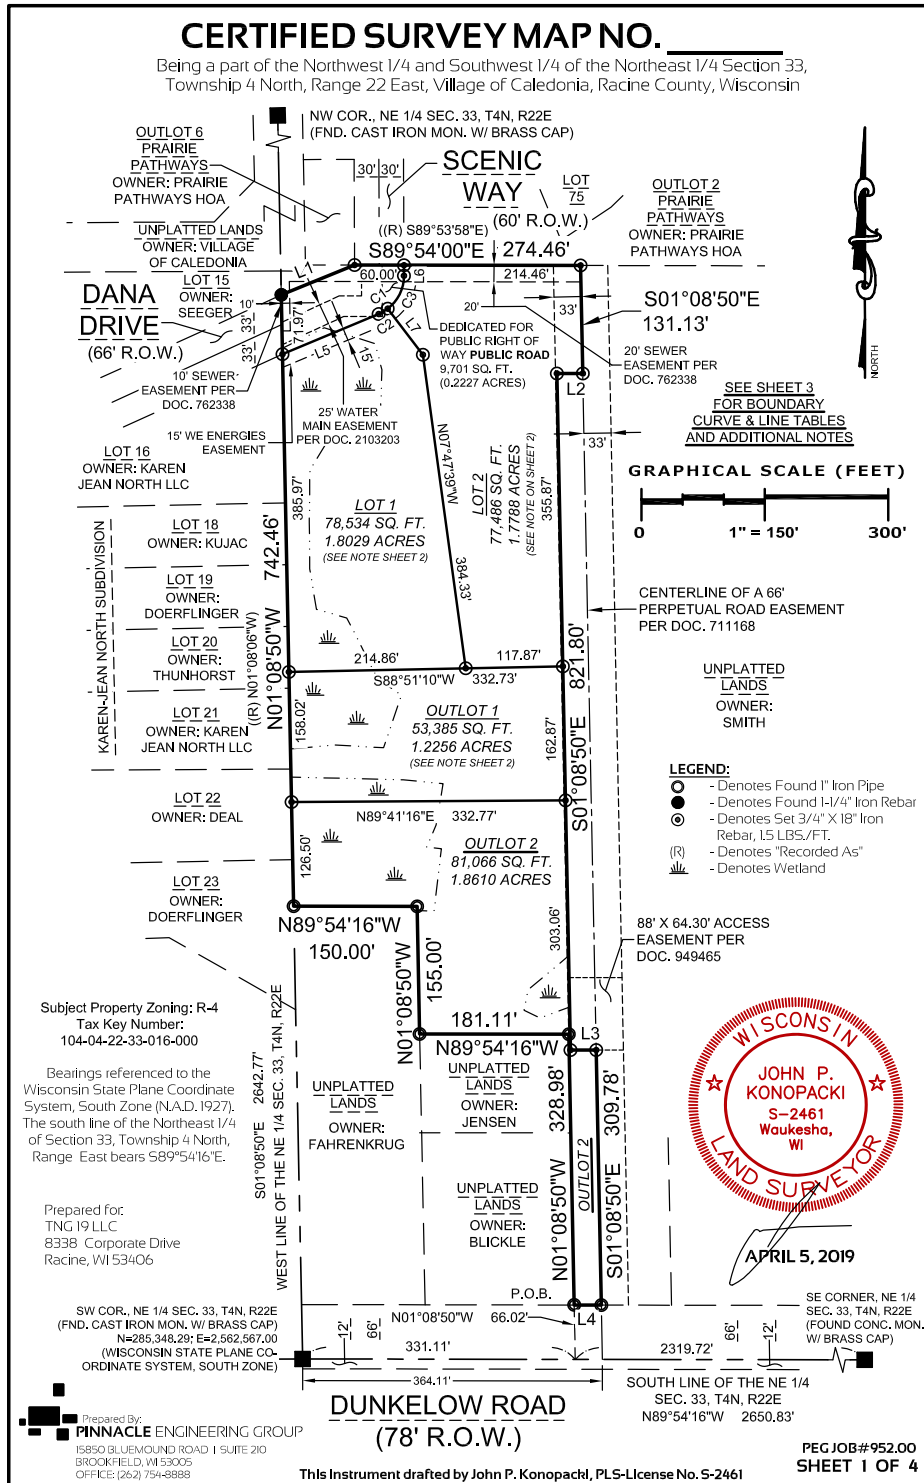 CERTIFIED SURVEY MAP NO.
Being a part of the Northwest 1/4 and Southwest 1/4 of the Northeast 1/4 Section 33,
Township 4 North, Range 22 East, Village of Caledonia, Racine County, Wisconsin
NW COR., NE 1/4 SEC. 33, T4N, R22E
(FND. CAST IRON MON. W/ BRASS CAP)
OUTLOT 6
PRAIRIE
PATHWAYS
OWNER: PRAIRIE
PATHWAYS HOA
30' 30'
SCENIC
WAY
(60' R.O.W.)
LOT
75
OUTLOT 2
PRAIRIE
PATHWAYS
OWNER: PRAIRIE
PATHWAYS HOA
UNPLATTED LANDS
OWNER: VILLAGE
OF CALEDONIA
((R) S89°53'58"E)
S89°54'00"E 274.46'
60.00'
214.46'
L6
L1
LOT 15
OWNER:
SEEGER
DANA
DRIVE
(66' R.O.W.)
10'
33'
33'
71.97'
C1
C2
C3
L7
L5
15'
20'
33'
S01°08'50"E
131.13'
DEDICATED FOR
PUBLIC RIGHT OF
WAY PUBLIC ROAD
9,701 SQ. FT.
(0.2227 ACRES)
20' SEWER
EASEMENT PER
DOC. 762338
L2
NORTH
10' SEWER
EASEMENT PER
DOC. 762338
25' WATER
MAIN EASEMENT
PER DOC. 2103203
15' WE ENERGIES
EASEMENT
SEE SHEET 3
FOR BOUNDARY
CURVE & LINE TABLES
AND ADDITIONAL NOTES
33'
LOT 16
OWNER: KAREN
JEAN NORTH LLC
GRAPHICAL SCALE (FEET)
0 1" = 150' 300'
385.97'
N07°47'39"W
384.33'
LOT 1
78,534 SQ. FT.
1.8029 ACRES
(SEE NOTE SHEET 2)
LOT 2
77,486 SQ. FT.
1.7788 ACRES
(SEE NOTE ON SHEET 2)
355.87'
LOT 18
OWNER: KUJAC
LOT 19
OWNER:
DOERFLINGER
LOT 20
OWNER:
THUNHORST
LOT 21
OWNER: KAREN
JEAN NORTH LLC
KAREN-JEAN NORTH SUBDIVISION
742.46'
N01°08'50"W
((R) N01°08'06"W)
CENTERLINE OF A 66'
PERPETUAL ROAD EASEMENT
PER DOC. 711168
214.86'
117.87'
S88°51'10"W 332.73'
821.80'
S01°08'50"E
UNPLATTED
LANDS
OWNER:
SMITH
158.02'
OUTLOT 1
53,385 SQ. FT.
1.2256 ACRES
(SEE NOTE SHEET 2)
162.87'
LEGEND:
- Denotes Found 1" Iron Pipe
- Denotes Found 1-1/4" Iron Rebar
- Denotes Set 3/4" X 18" Iron
Rebar, 1.5 LBS./FT.
(R) - Denotes "Recorded As"
- Denotes Wetland
LOT 22
OWNER: DEAL
N89°41'16"E 332.77'
126.50'
OUTLOT 2
81,066 SQ. FT.
1.8610 ACRES
LOT 23
OWNER:
DOERFLINGER
N89°54'16"W
150.00'
303.06'
88' X 64.30' ACCESS
EASEMENT PER
DOC. 949465
N01°08'50"W
155.00'
181.11'
N89°54'16"W
L3
Subject Property Zoning: R-4
Tax Key Number:
104-04-22-33-016-000
Bearings referenced to the
Wisconsin State Plane Coordinate
System, South Zone (N.A.D. 1927).
The south line of the Northeast 1/4
of Section 33, Township 4 North,
Range East bears S89°54'16"E.
Prepared for:
TNG 19 LLC
8338 Corporate Drive
Racine, WI 53406
S01°08'50"E 2642.77'
WEST LINE OF THE NE 1/4 SEC. 33, T4N, R22E
UNPLATTED
LANDS
OWNER:
FAHRENKRUG
UNPLATTED
LANDS
OWNER:
JENSEN
UNPLATTED
LANDS
OWNER:
BLICKLE
328.98'
N01°08'50"W
OUTLOT 2
309.78'
S01°08'50"E
WISCONSIN
JOHN P.
KONOPACKI
S-2461
Waukesha,
WI
LAND SURVEYOR
APRIL 5, 2019
P.O.B.
L4
SW COR., NE 1/4 SEC. 33, T4N, R22E
(FND. CAST IRON MON. W/ BRASS CAP)
N=285,348.29; E=2,562,567.00
(WISCONSIN STATE PLANE CO-
ORDINATE SYSTEM, SOUTH ZONE)
12'
66'
N01°08'50"W
66.02'
331.11'
364.11'
2319.72'
66'
12'
SE CORNER, NE 1/4
SEC. 33, T4N, R22E
(FOUND CONC. MON.
W/ BRASS CAP)
DUNKELOW ROAD
(78' R.O.W.)
SOUTH LINE OF THE NE 1/4
SEC. 33, T4N, R22E
N89°54'16"W 2650.83'
Prepared By:
PINNACLE ENGINEERING GROUP
15850 BLUEMOUND ROAD | SUITE 210
BROOKFIELD, WI 53005
OFFICE: (262) 754-8888
This Instrument drafted by John P. Konopacki, PLS-License No. S-2461
PEG JOB#952.00
SHEET 1 OF 4